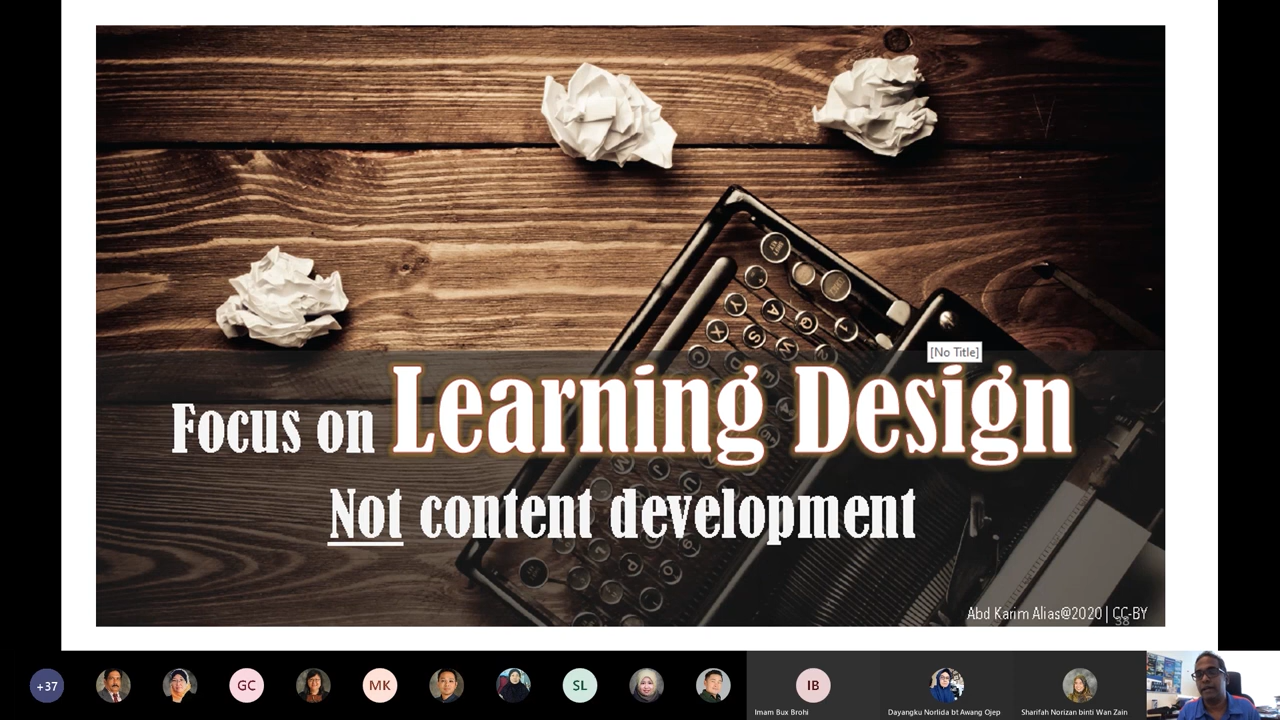 [No Title]
Focus on Learning Design
Not content development
Abd Karim Alias@2020 | CC-BY
38
+37
GC
MK
SL
IB
Imam Bux Brohi
Dayangku Norlida bt Awang Ojep
Sharifah Norizan binti Wan Zain